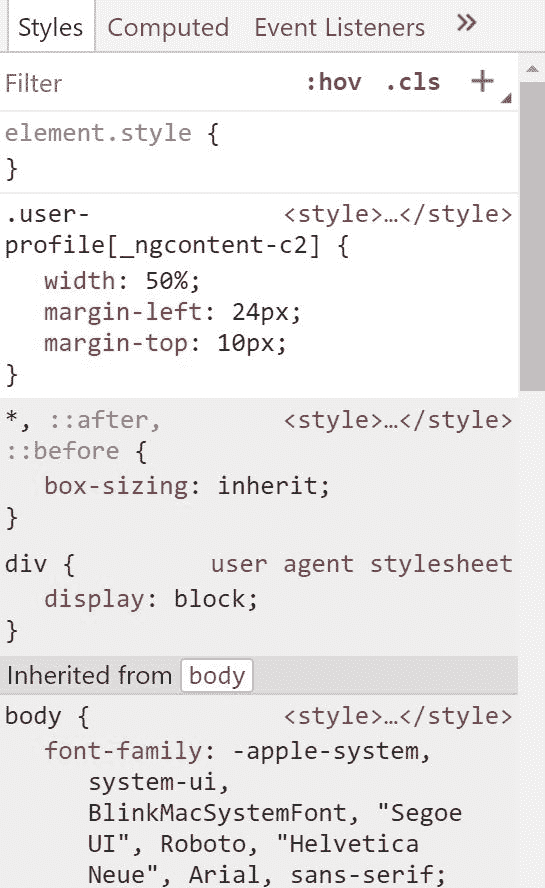 Styles Computed Event Listeners »
Filter :hov .cls +
element.style {
}
.user- <style>…</style>
profile[_ngcontent-c2] {
width: 50%;
margin-left: 24px;
margin-top: 10px;
}
*, ::after, <style>…</style>
::before {
box-sizing: inherit;
}
div { user agent stylesheet
display: block;
}
Inherited from body
body { <style>…</style>
font-family: -apple-system,
system-ui,
BlinkMacSystemFont, "Segoe
UI", Roboto, "Helvetica
Neue", Arial, sans-serif;